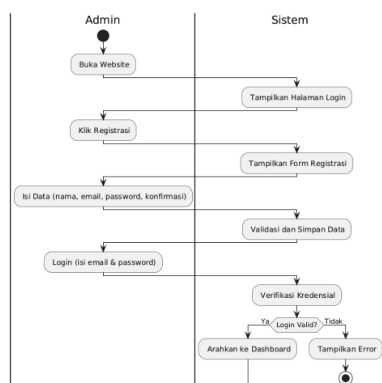 Admin
Sistem
Buka Website
Tampilkan Halaman Login
Klik Registrasi
Tampilkan Form Registrasi
Isi Data (nama, email, password, konfirmasi)
Validasi dan Simpan Data
Login (isi email & password)
Verifikasi Kredensial
Ya
Login Valid?
Tidak
Arahkan ke Dashboard
Tampilkan Error